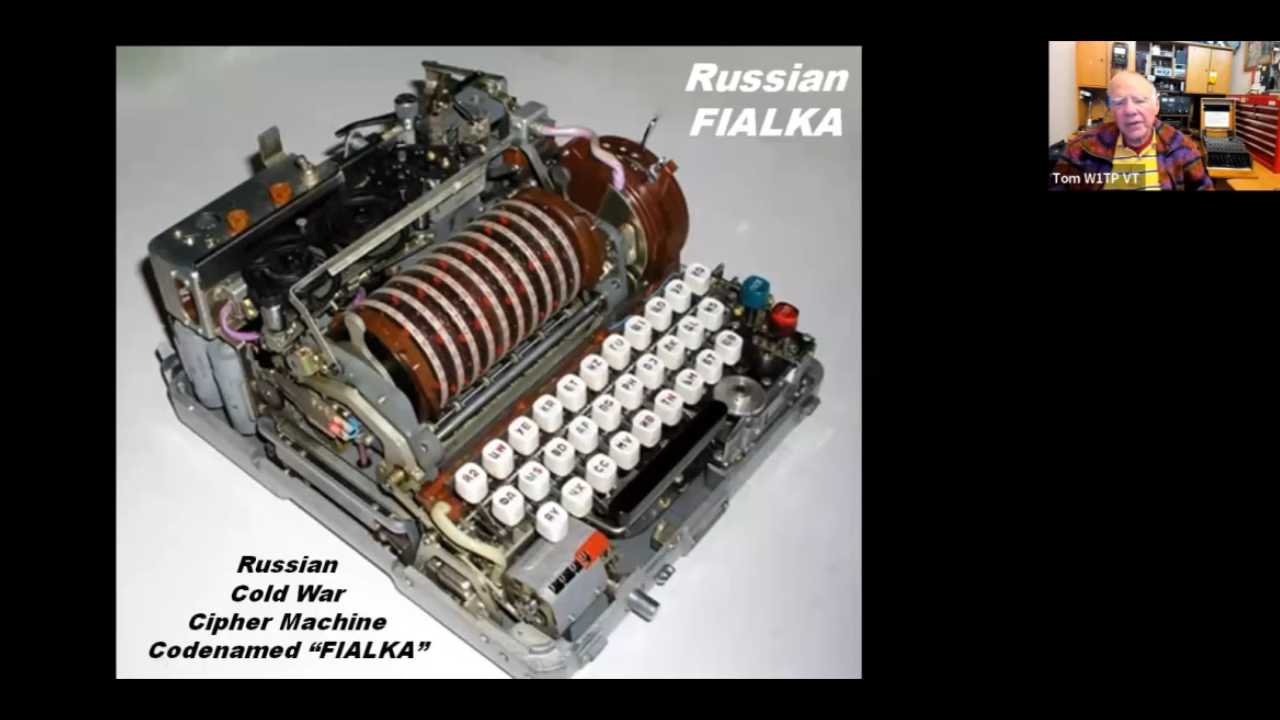 Russian
FIALKA
Tom W1TP VT
Russian
Cold War
Cipher Machine
Codenamed “FIALKA”